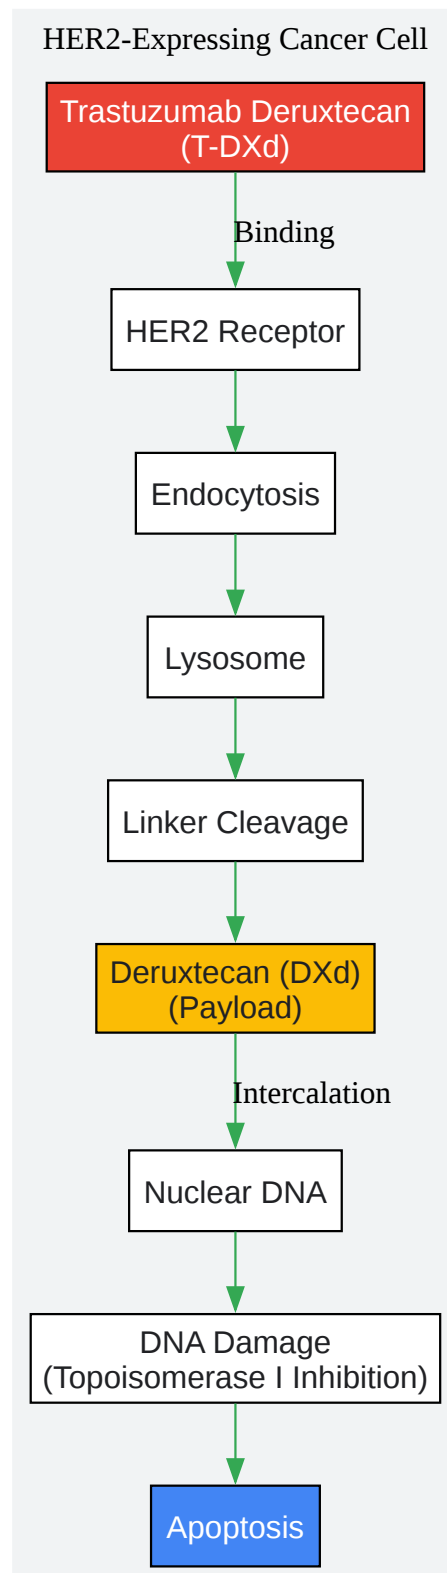 HER2-Expressing Cancer Cell
Trastuzumab Deruxtecan
(T-DXd)
Binding
HER2 Receptor
Endocytosis
Lysosome
Linker Cleavage
Deruxtecan (DXd)
(Payload)
Intercalation
Nuclear DNA
DNA Damage
(Topoisomerase I Inhibition)
Apoptosis